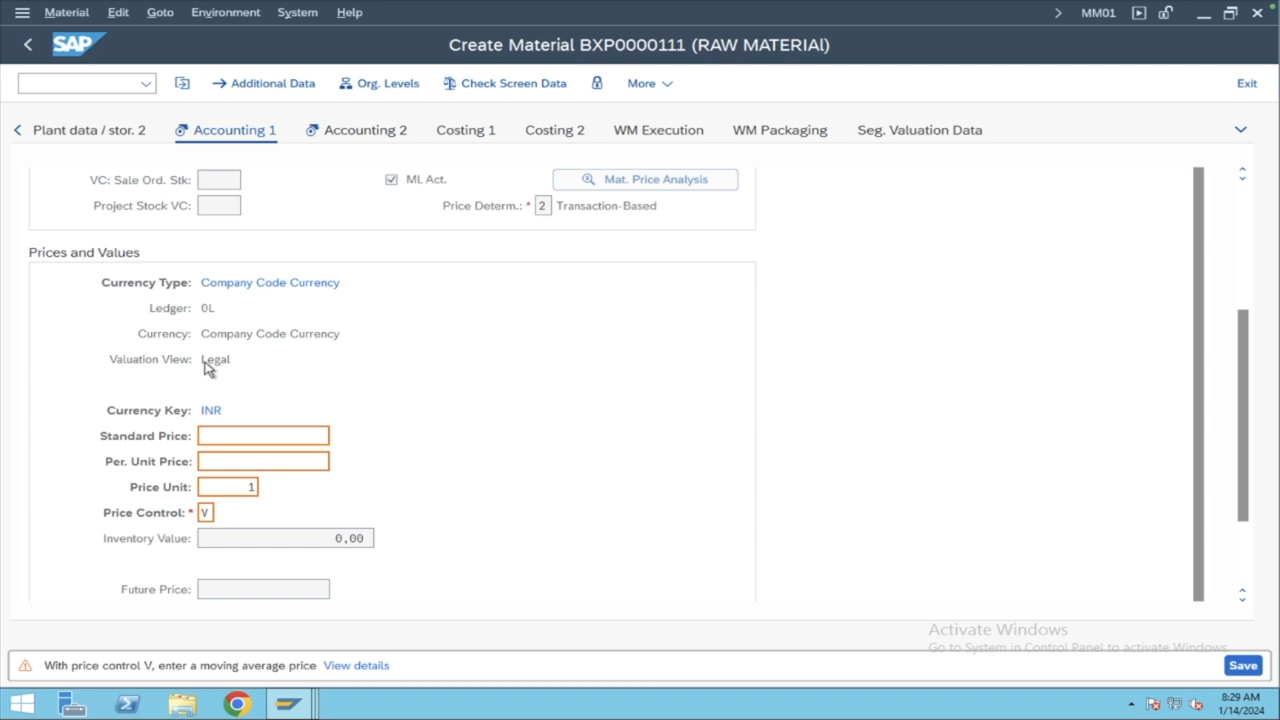 Material Edit Goto Environment System Help MM01
SAP Create Material BXP0000111 (RAW MATERIAl)
Additional Data Org. Levels Check Screen Data More Exit
Plant data / stor. 2 Accounting 1 Accounting 2 Costing 1 Costing 2 WM Execution WM Packaging Seg. Valuation Data
VC: Sale Ord. Stk: ML Act. Mat. Price Analysis
Project Stock VC: Price Determ.: * 2 Transaction-Based
Prices and Values
Currency Type: Company Code Currency
Ledger: 0L
Currency: Company Code Currency
Valuation View: Legal
Currency Key: INR
Standard Price:
Per. Unit Price:
Price Unit: 1
Price Control: * V
Inventory Value: 0,00
Future Price:
Activate Windows
Go to System in Control Panel to activate Windows.
With price control V, enter a moving average price View details Save
8:29 AM
1/14/2024